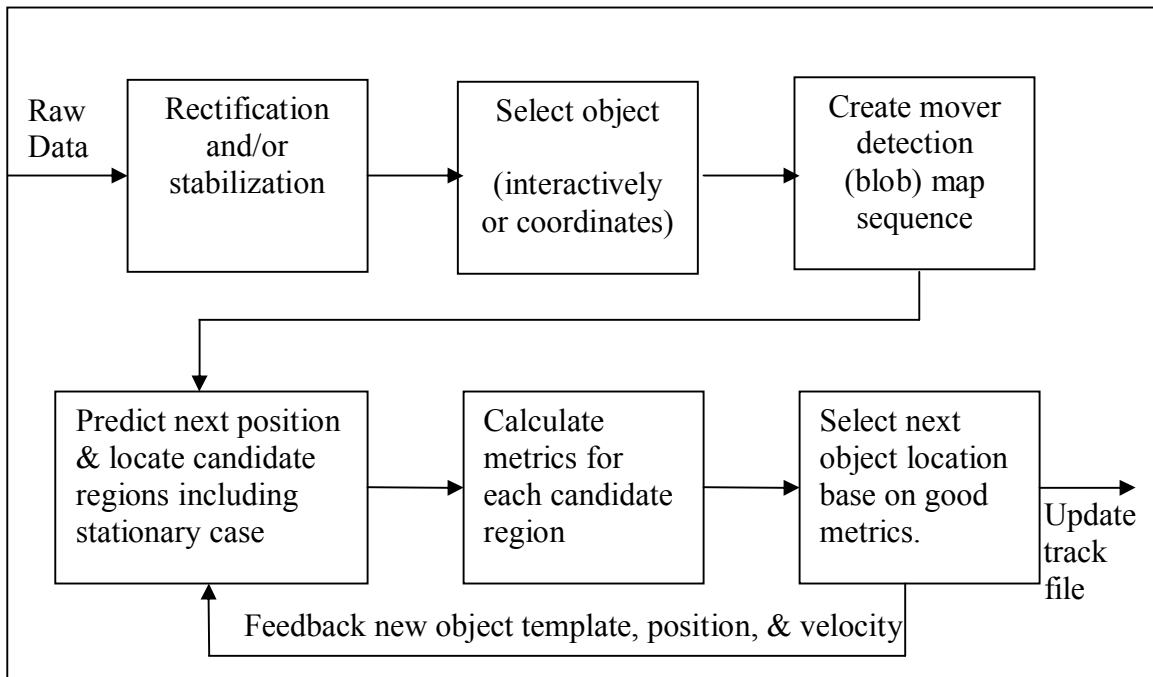 Raw
Data
Rectification
and/or
stabilization
Select object
(interactively
or coordinates)
Create mover
detection
(blob) map
sequence
Predict next position
& locate candidate
regions including
stationary case
Calculate
metrics for
each candidate
region
Select next
object location
base on good
metrics.
Update
track
file
Feedback new object template, position, & velocity